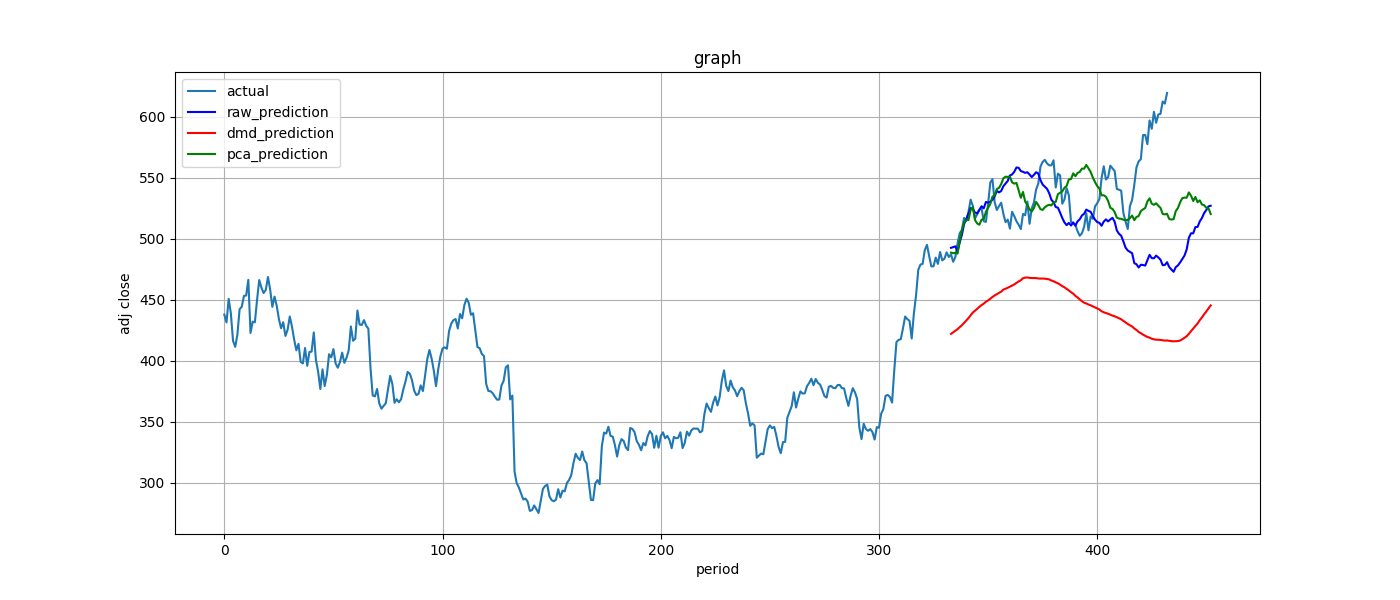 graph
actual
raw_prediction
dmd_prediction
pca_prediction
600
550
500
450
400
350
300
adj close
0 100 200 300 400
period